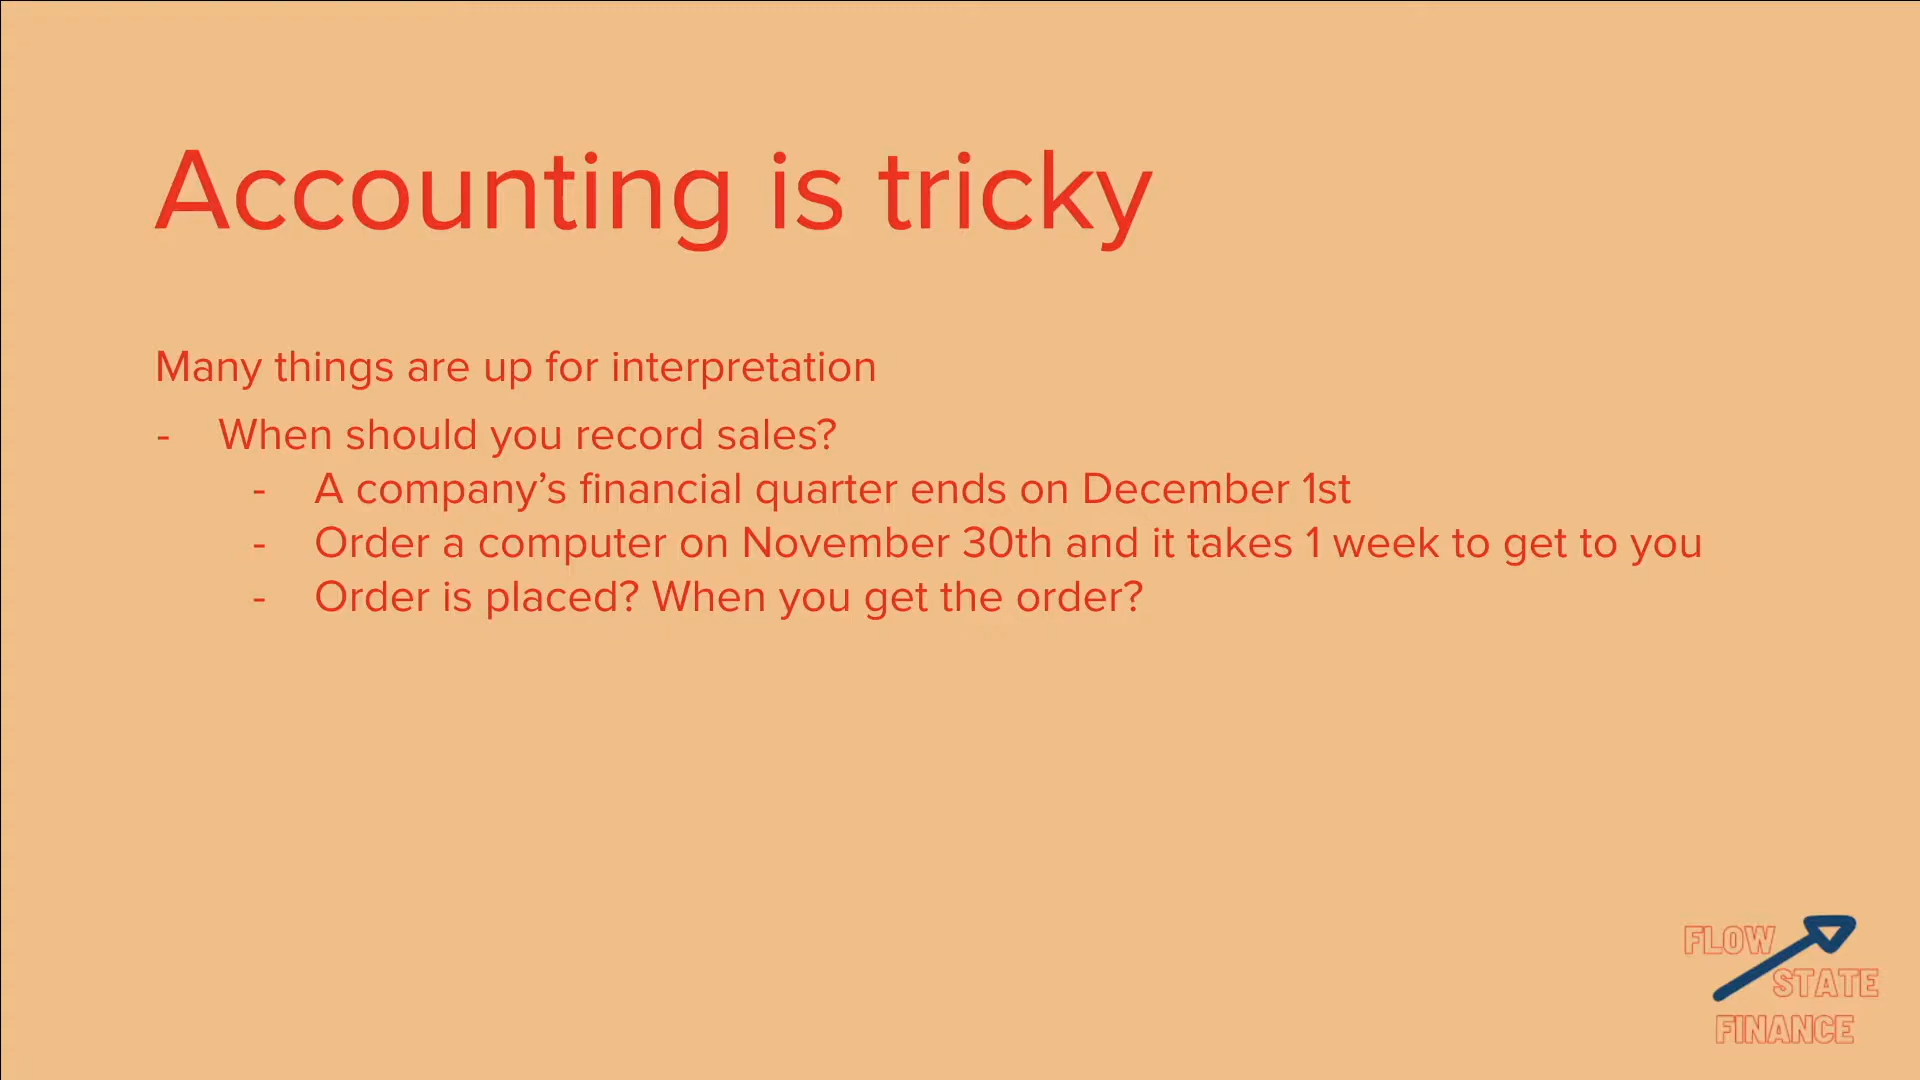 Accounting is tricky
Many things are up for interpretation
- When should you record sales?
- A company’s financial quarter ends on December 1st
- Order a computer on November 30th and it takes 1 week to get to you
- Order is placed? When you get the order?
FLOW
STATE
FINANCE